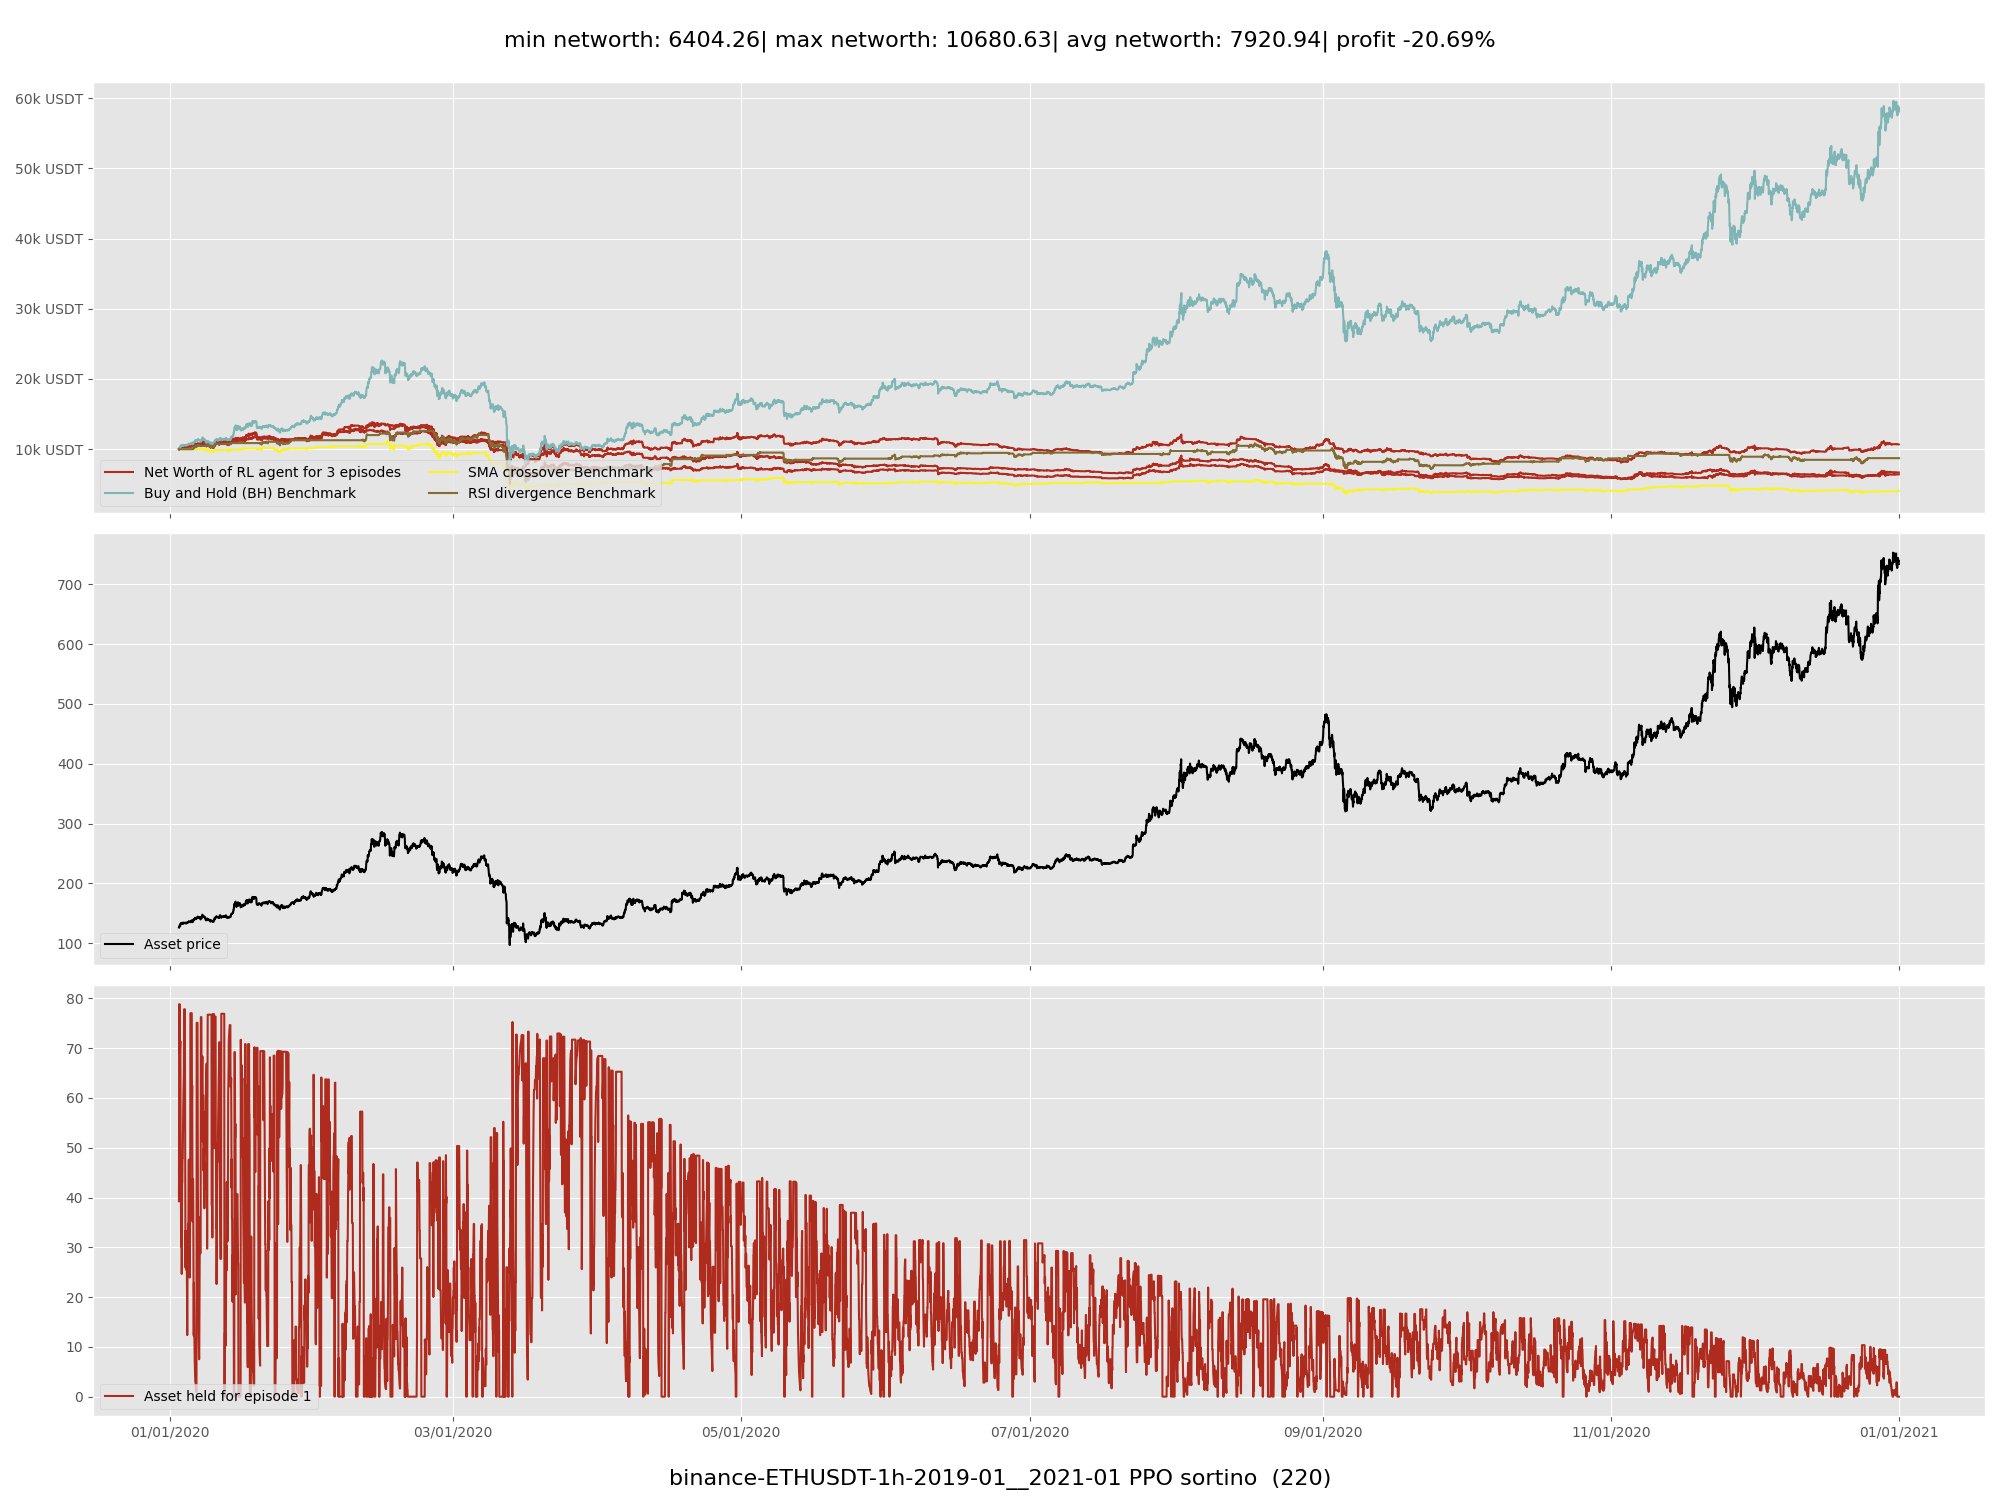 min networth: 6404.26| max networth: 10680.63| avg networth: 7920.94| profit -20.69%
60k USDT
50k USDT
40k USDT
30k USDT
20k USDT
10k USDT
Net Worth of RL agent for 3 episodes
Buy and Hold (BH) Benchmark
SMA crossover Benchmark
RSI divergence Benchmark
700
600
500
400
300
200
100
Asset price
80
70
60
50
40
30
20
10
0
Asset held for episode 1
01/01/2020 03/01/2020 05/01/2020 07/01/2020 09/01/2020 11/01/2020 01/01/2021
binance-ETHUSDT-1h-2019-01__2021-01 PPO sortino (220)